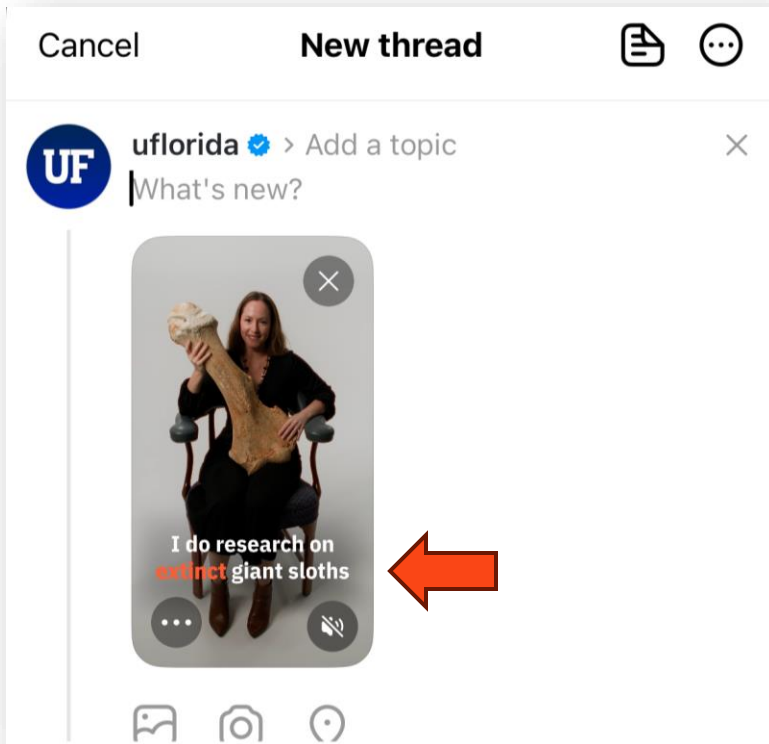 Cancel
New thread
UF
uflorida > Add a topic
What's new?
I do research on
extinct giant sloths